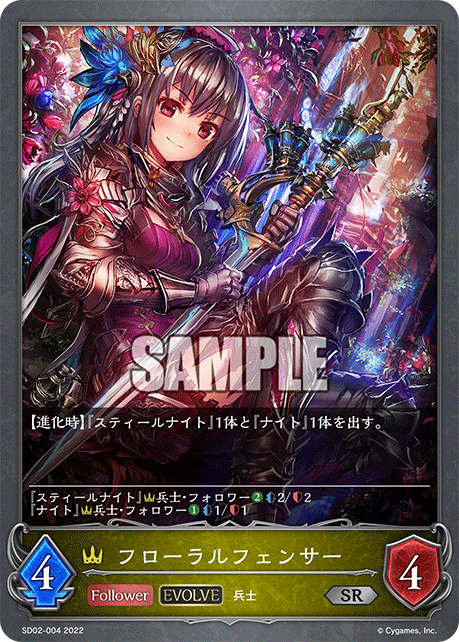 SAMPLE
【進化時】『スティールナイト』1体と『ナイト』1体を出す。
『スティールナイト』兵士・フォロワー2 2/2
『ナイト』兵士・フォロワー1 1/1
4 フローラルフェンサー 4
Follower EVOLVE 兵士 SR
SD02-004 2022 © Cygames, Inc.